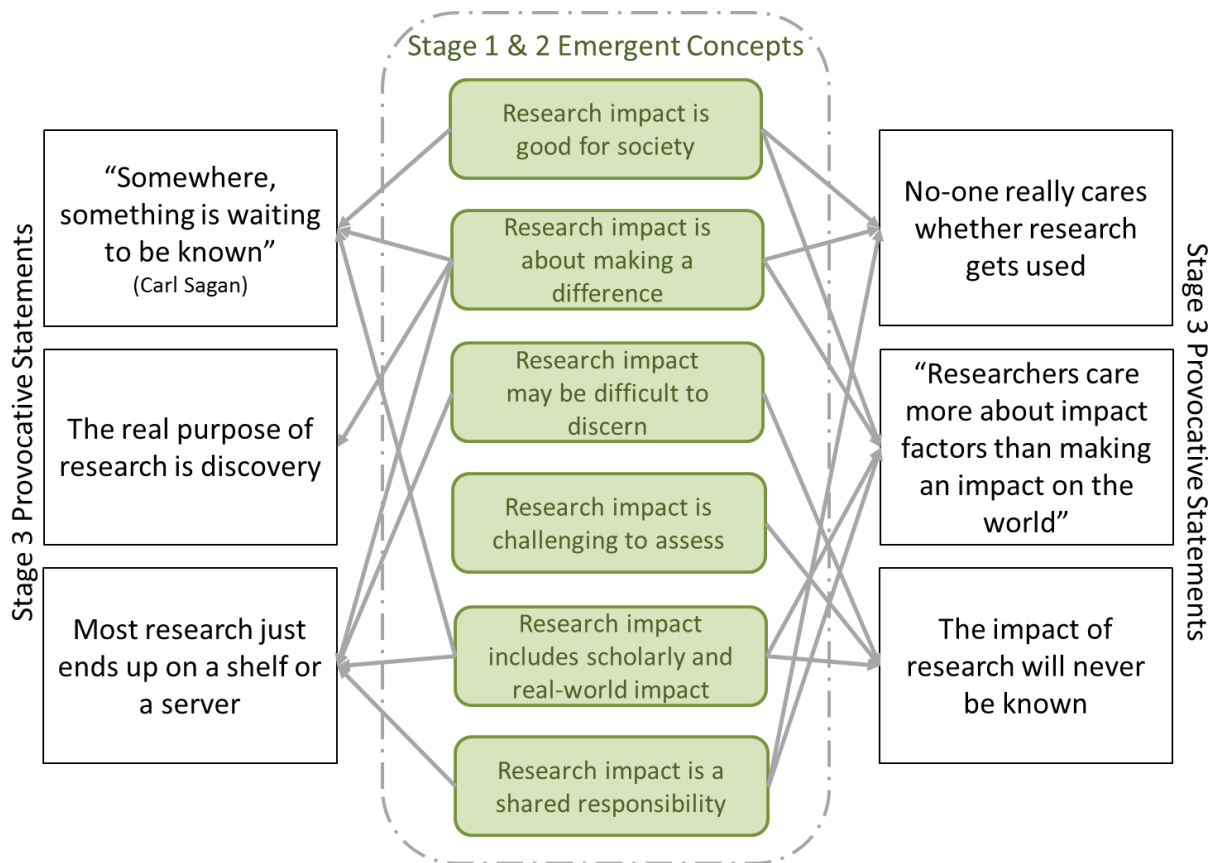 Stage 1 & 2 Emergent Concepts
Stage 3 Provocative Statements
“Somewhere,
something is waiting
to be known”
(Carl Sagan)
The real purpose of
research is discovery
Most research just
ends up on a shelf or
a server
Research impact is
good for society
Research impact is
about making a
difference
Research impact
may be difficult to
discern
Research impact is
challenging to assess
Research impact
includes scholarly and
real-world impact
Research impact is a
shared responsibility
No-one really cares
whether research
gets used
“Researchers care
more about impact
factors than making
an impact on the
world”
The impact of
research will never
be known
Stage 3 Provocative Statements